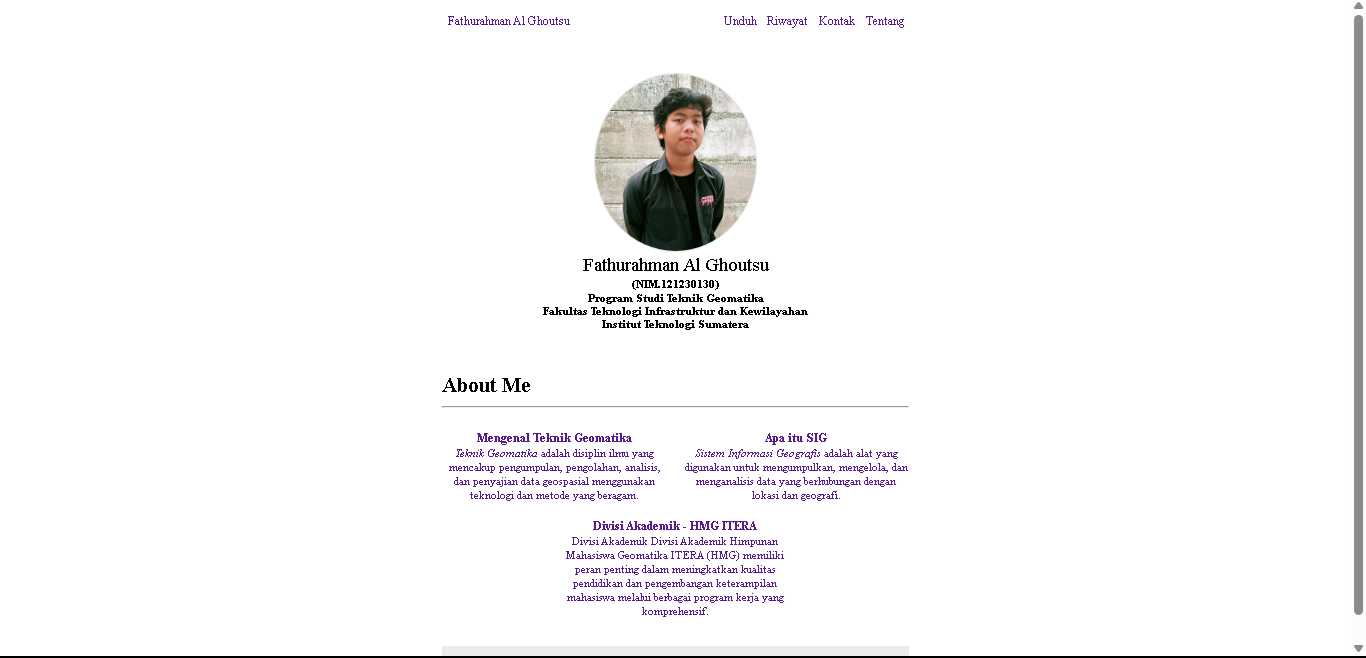 Fathurahman Al Ghoutsu
Unduh Riwayat Kontak Tentang
Fathurahman Al Ghoutsu
(NIM.121230130)
Program Studi Teknik Geomatika
Fakultas Teknologi Infrastruktur dan Kewilayahan
Institut Teknologi Sumatera
About Me
Mengenal Teknik Geomatika
Teknik Geomatika adalah disiplin ilmu yang
mencakup pengumpulan, pengolahan, analisis,
dan penyajian data geospasial menggunakan
teknologi dan metode yang beragam.
Apa itu SIG
Sistem Informasi Geografis adalah alat yang
digunakan untuk mengumpulkan, mengelola, dan
menganalisis data yang berhubungan dengan
lokasi dan geografi.
Divisi Akademik - HMG ITERA
Divisi Akademik Divisi Akademik Himpunan
Mahasiswa Geomatika ITERA (HMG) memiliki
peran penting dalam meningkatkan kualitas
pendidikan dan pengembangan keterampilan
mahasiswa melalui berbagai program kerja yang
komprehensif.